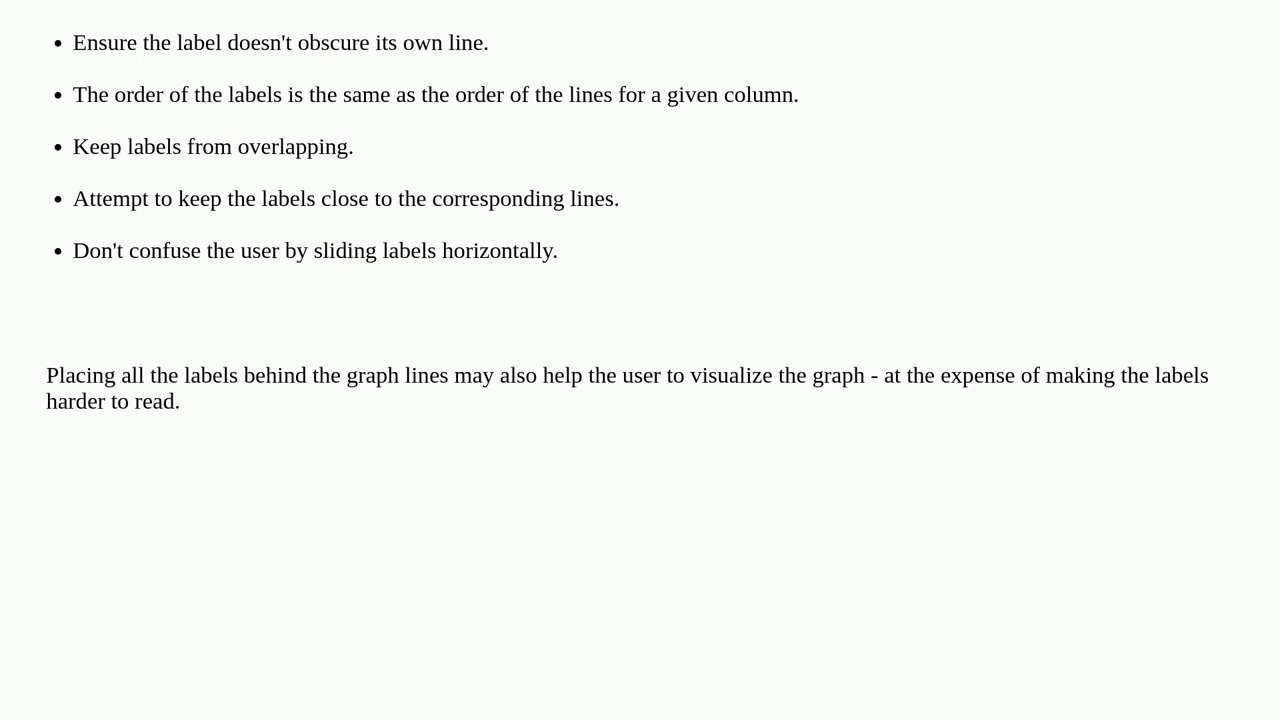 • Ensure the label doesn't obscure its own line.
• The order of the labels is the same as the order of the lines for a given column.
• Keep labels from overlapping.
• Attempt to keep the labels close to the corresponding lines.
• Don't confuse the user by sliding labels horizontally.
Placing all the labels behind the graph lines may also help the user to visualize the graph - at the expense of making the labels
harder to read.